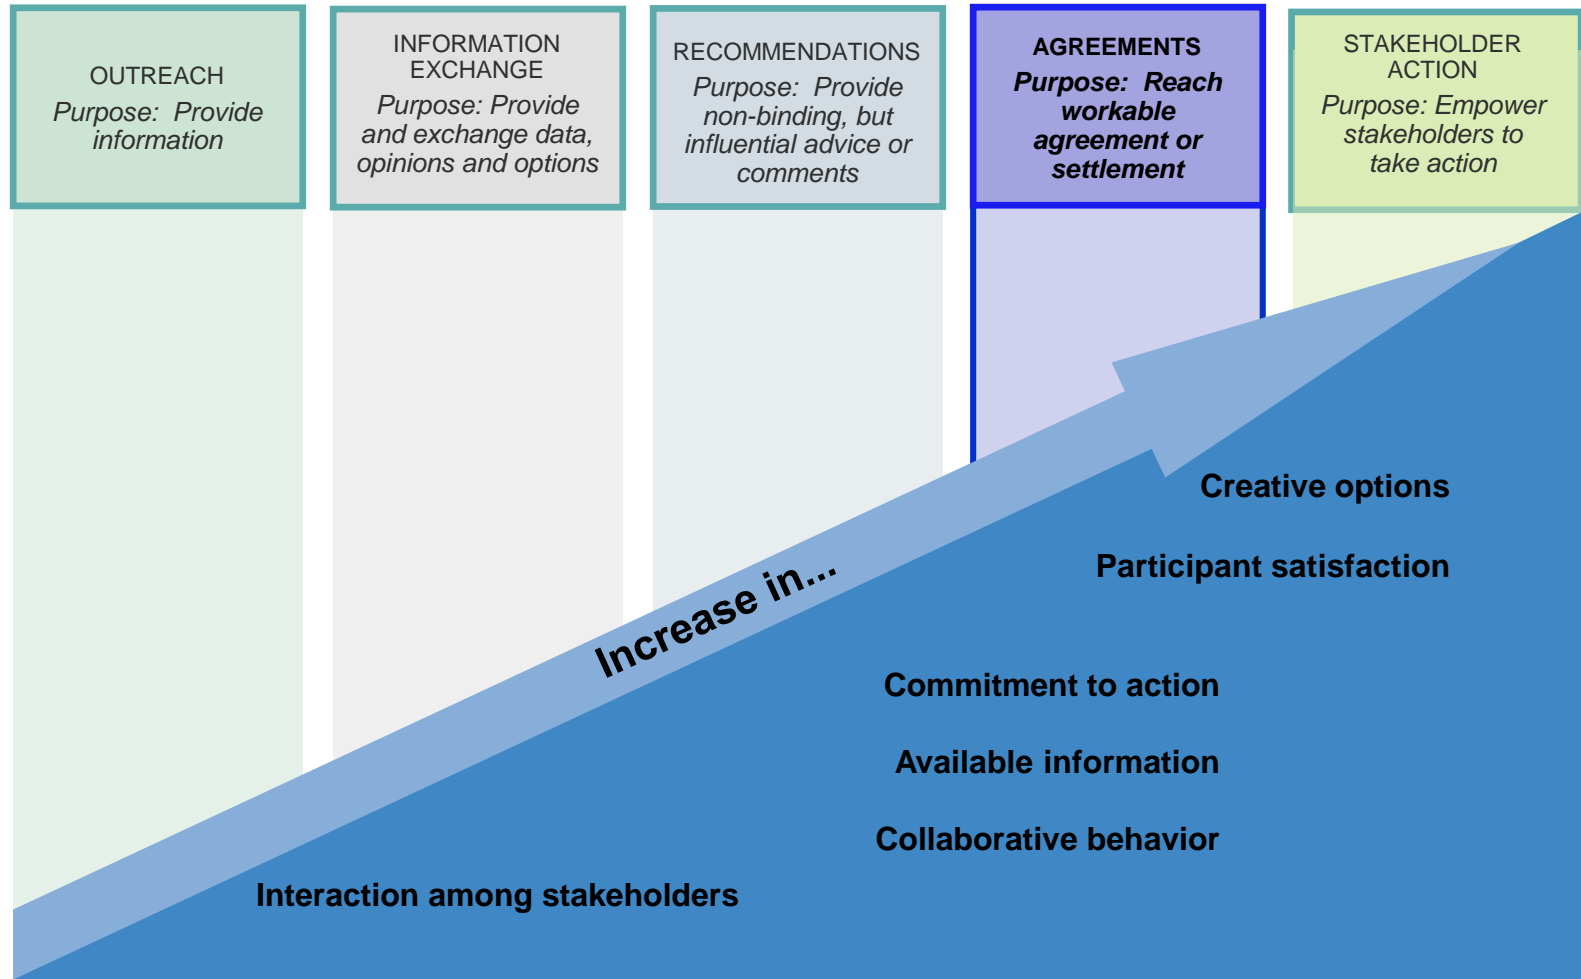 OUTREACH
Purpose:  Provide
information
INFORMATION
EXCHANGE
Purpose: Provide
and exchange data,
opinions and options
RECOMMENDATIONS
Purpose:  Provide
non-binding, but
influential advice or
comments
AGREEMENTS
Purpose:  Reach
workable
agreement or
settlement
STAKEHOLDER
ACTION
Purpose: Empower
stakeholders to
take action
Increase in...
Creative options
Participant satisfaction
Commitment to action
Available information
Collaborative behavior
Interaction among stakeholders